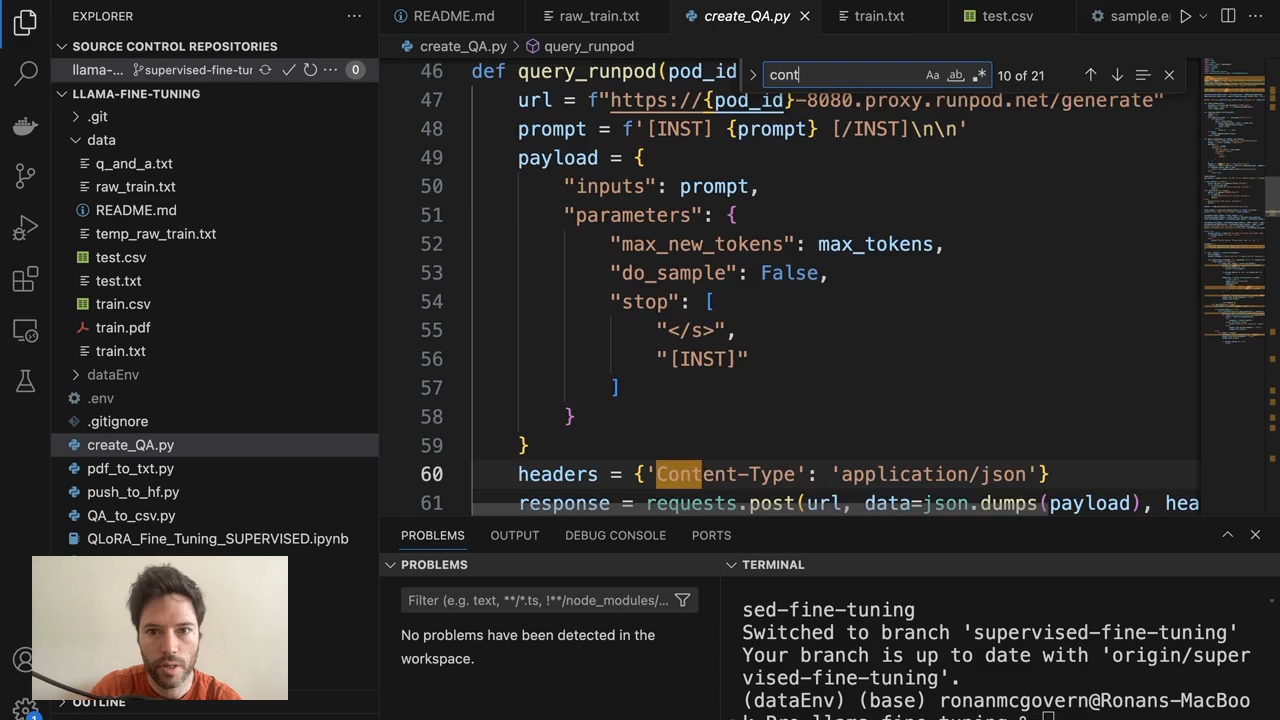 EXPLORER
SOURCE CONTROL REPOSITORIES
llama-... supervised-fine-tur 0
LLAMA-FINE-TUNING
.git
data
q_and_a.txt
raw_train.txt
README.md
temp_raw_train.txt
test.csv
test.txt
train.csv
train.pdf
train.txt
dataEnv
.env
.gitignore
create_QA.py
pdf_to_txt.py
push_to_hf.py
QA_to_csv.py
QLoRA_Fine_Tuning_SUPERVISED.ipynb
OUTLINE
1
README.md raw_train.txt create_QA.py train.txt test.csv sample.e
create_QA.py > query_runpod
cont Aa ab 10 of 21
46 def query_runpod(pod_id
47 url = f"https://{pod_id}-8080.proxy.runpod.net/generate"
48 prompt = f'[INST] {prompt} [/INST]\n\n
49 payload = {
50 "inputs": prompt,
51 "parameters": {
52 "max_new_tokens": max_tokens,
53 "do_sample": False,
54 "stop": [
55 "</s>",
56 "[INST]"
57 ]
58 }
59 }
60 headers = {'Content-Type': 'application/json'}
61 response = requests.post(url, data=json.dumps(payload), hea
PROBLEMS OUTPUT DEBUG CONSOLE PORTS
PROBLEMS
Filter (e.g. text, **/*.ts, !**/node_modules/...
No problems have been detected in the
workspace.
TERMINAL
sed-fine-tuning
Switched to branch 'supervised-fine-tuning'
Your branch is up to date with 'origin/super
vised-fine-tuning'.
(dataEnv) (base) ronanmcgovern@Ronans-MacBoo